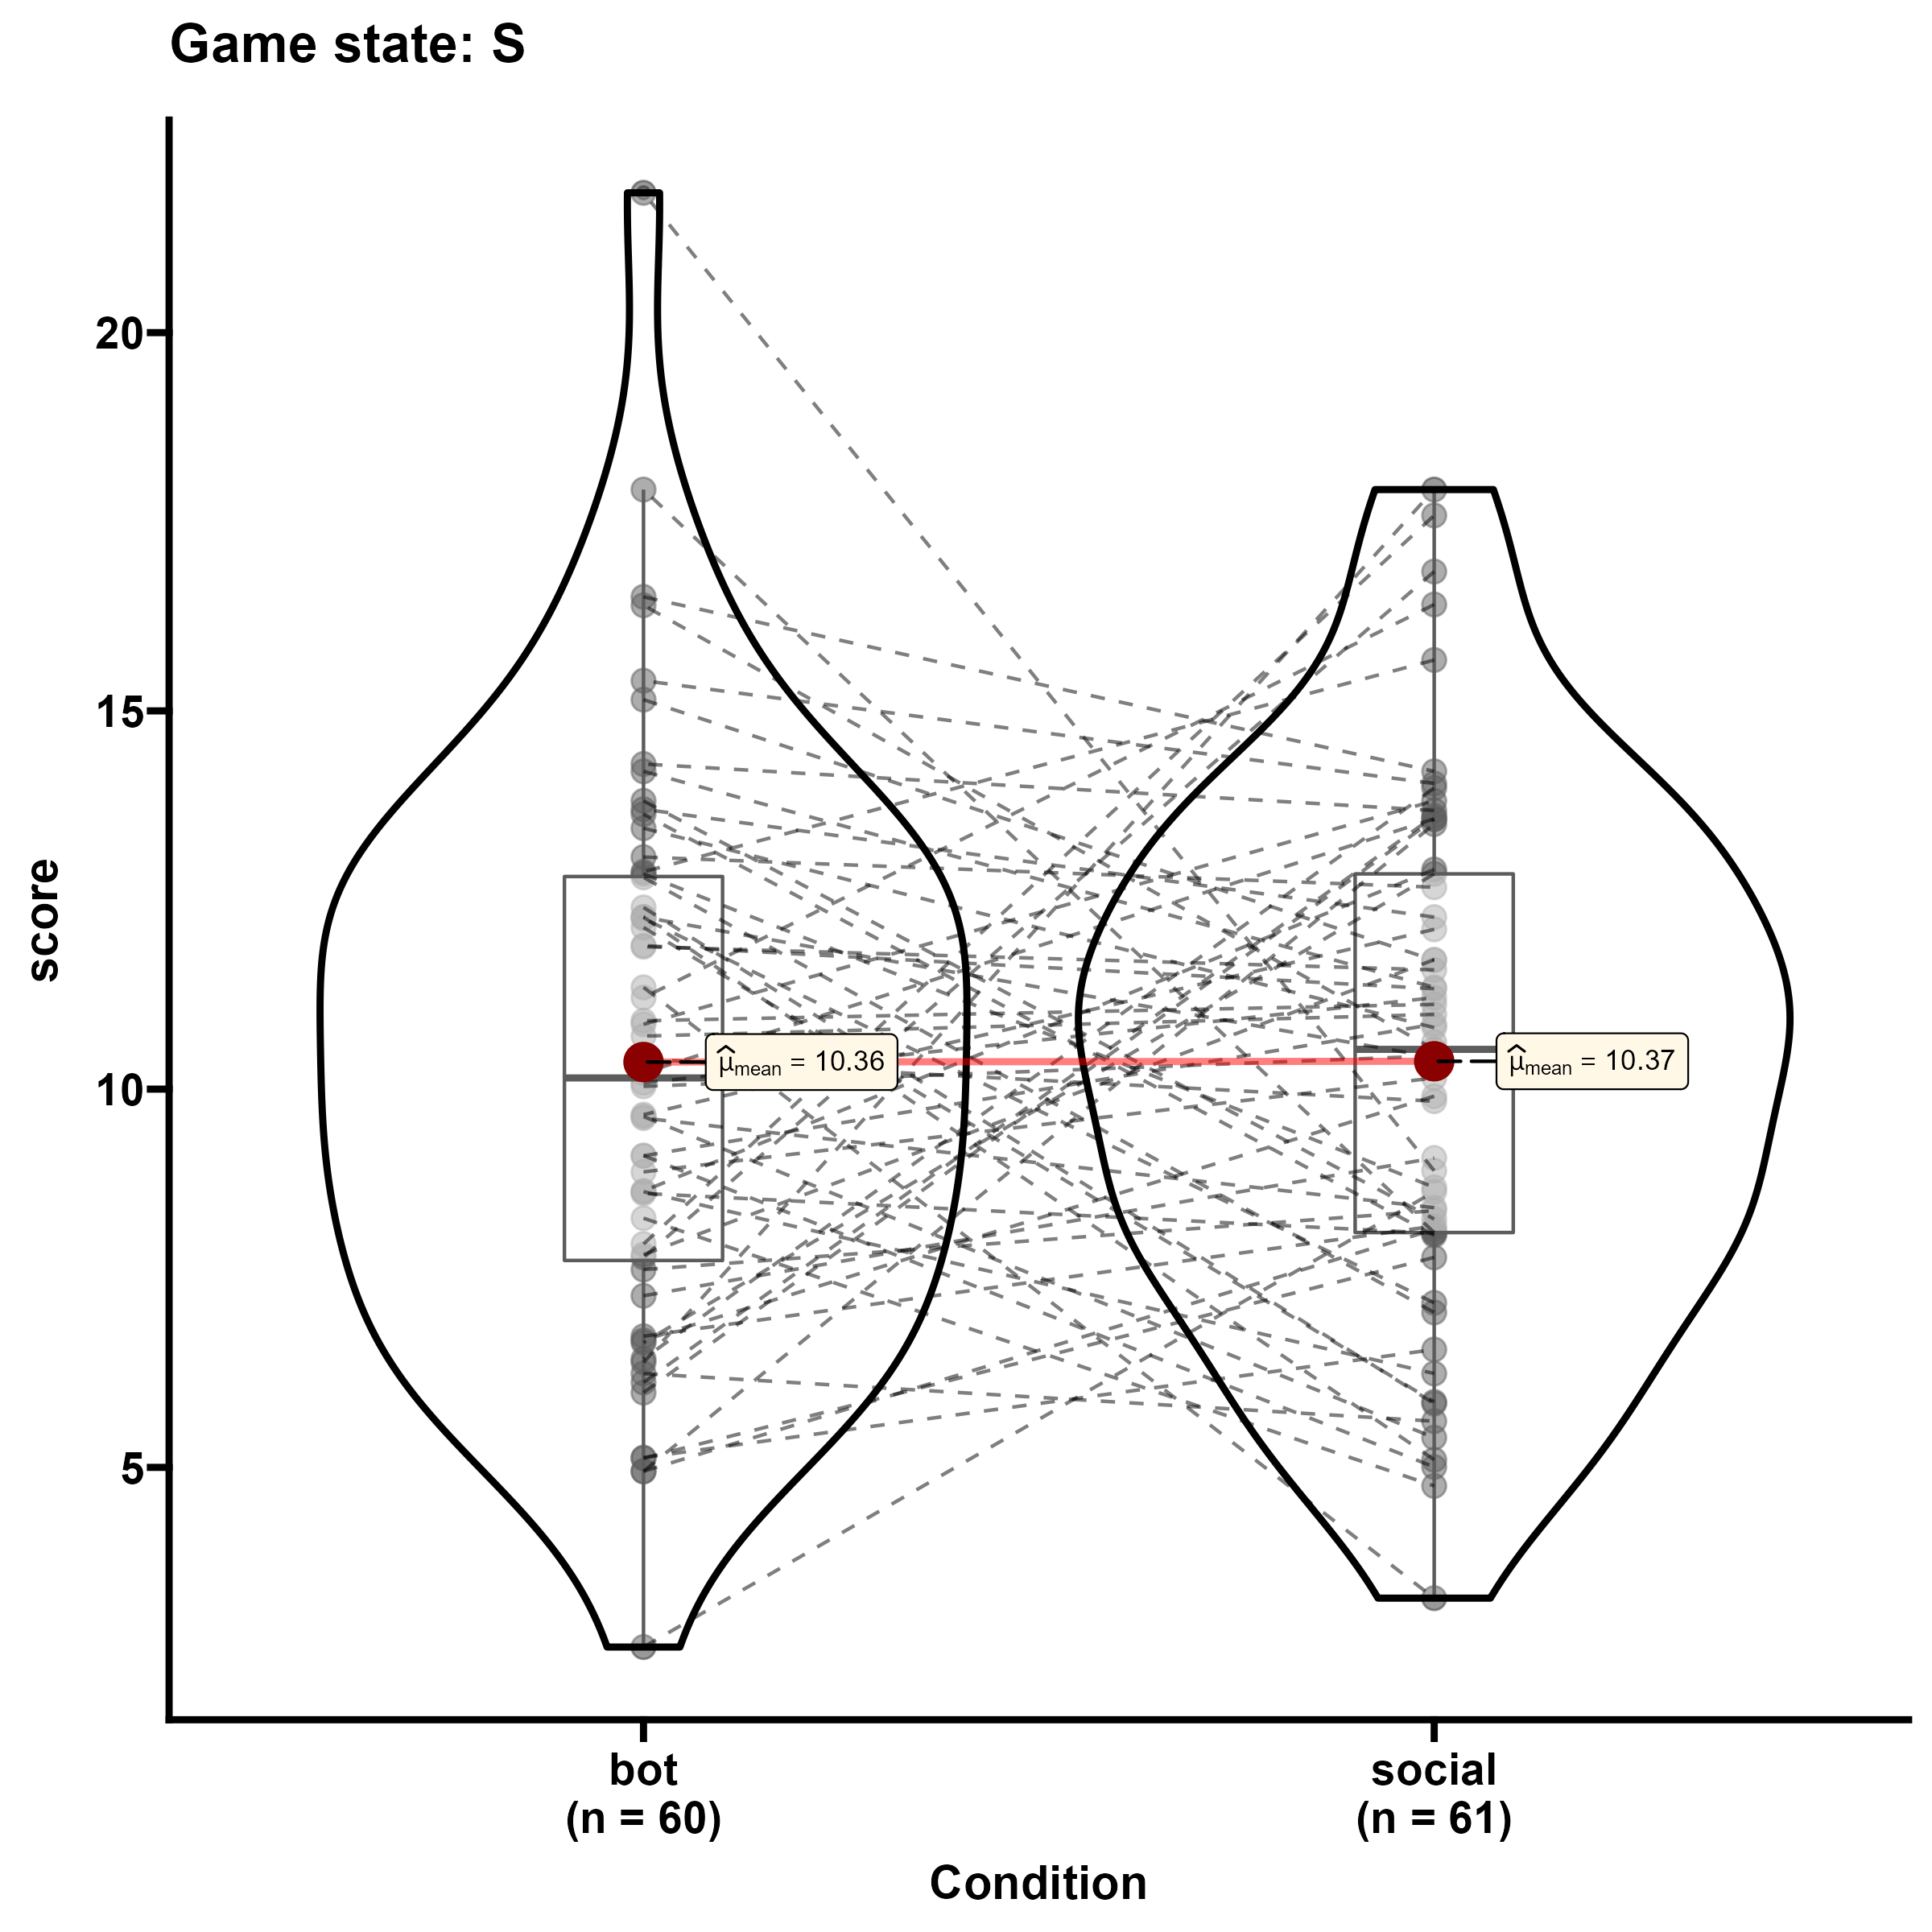 Game state: S
20
15
10
5
score
μ̂mean = 10.36
μ̂mean = 10.37
bot
(n = 60)
social
(n = 61)
Condition